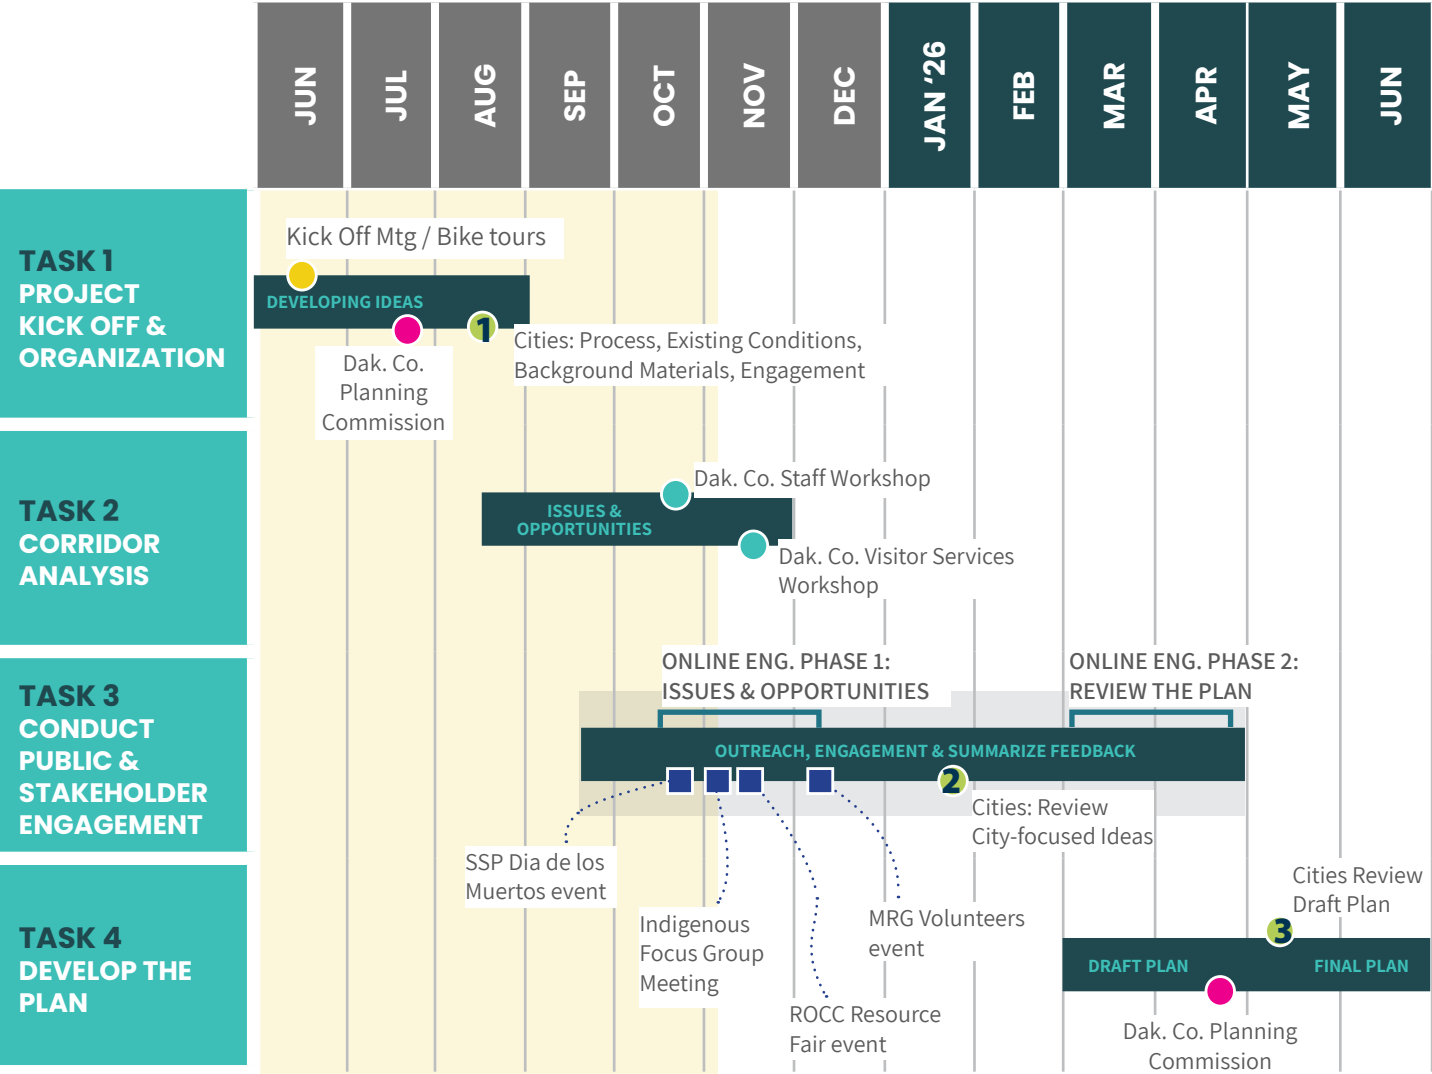 JUN
JUL
AUG
SEP
OCT
NOV
DEC
JAN ‘26
FEB
MAR
APR
MAY
JUN
TASK 1
PROJECT
KICK OFF &
ORGANIZATION
Kick Off Mtg / Bike tours
DEVELOPING IDEAS
1
Dak. Co.
Planning
Commission
Cities: Process, Existing Conditions,
Background Materials, Engagement
TASK 2
CORRIDOR
ANALYSIS
Dak. Co. Staff Workshop
ISSUES &
OPPORTUNITIES
Dak. Co. Visitor Services
Workshop
TASK 3
CONDUCT
PUBLIC &
STAKEHOLDER
ENGAGEMENT
ONLINE ENG. PHASE 1:
ISSUES & OPPORTUNITIES
ONLINE ENG. PHASE 2:
REVIEW THE PLAN
OUTREACH, ENGAGEMENT & SUMMARIZE FEEDBACK
2
Cities: Review
City-focused Ideas
SSP Dia de los
Muertos event
Indigenous
Focus Group
Meeting
ROCC Resource
Fair event
MRG Volunteers
event
TASK 4
DEVELOP THE
PLAN
Cities Review
Draft Plan
3
DRAFT PLAN
FINAL PLAN
Dak. Co. Planning
Commission